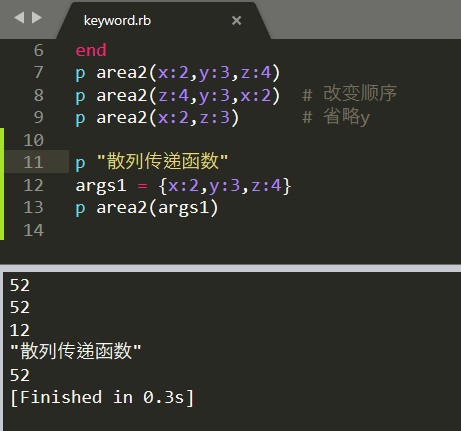 keyword.rb ×
6 end
7 p area2(x:2,y:3,z:4)
8 p area2(z:4,y:3,x:2)  # 改变顺序
9 p area2(x:2,z:3)      # 省略y
10
11 p "散列传递函数"
12 args1 = {x:2,y:3,z:4}
13 p area2(args1)
14
52
52
12
"散列传递函数"
52
[Finished in 0.3s]